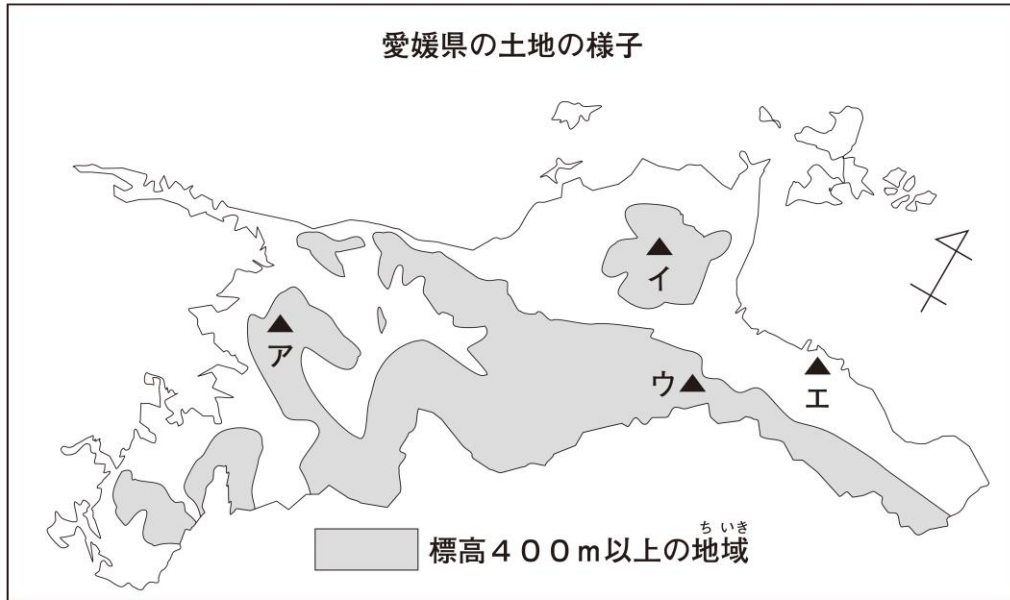 愛媛県の土地の様子
イ
ア
ウ
エ
ちいき
標高400m以上の地域